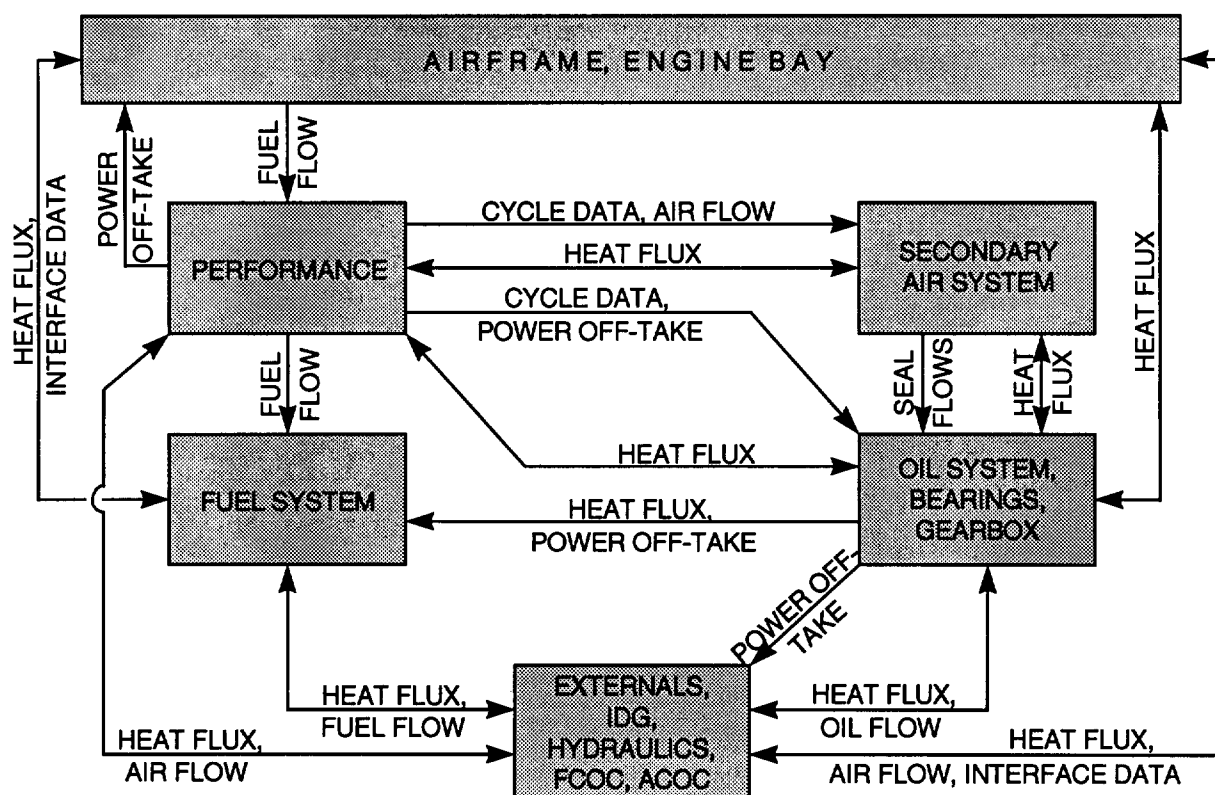 AIRFRAME, ENGINE BAY
POWER
OFF-TAKE
FUEL
FLOW
HEAT FLUX,
INTERFACE DATA
PERFORMANCE
CYCLE DATA, AIR FLOW
HEAT FLUX
CYCLE DATA,
POWER OFF-TAKE
SECONDARY
AIR SYSTEM
HEAT FLUX
FUEL
FLOW
SEAL
FLOWS
HEAT
FLUX
FUEL SYSTEM
HEAT FLUX
HEAT FLUX,
POWER OFF-TAKE
OIL SYSTEM,
BEARINGS,
GEARBOX
POWER OFF-
TAKE
HEAT FLUX,
FUEL FLOW
EXTERNALS,
IDG,
HYDRAULICS,
FCOC, ACOC
HEAT FLUX,
OIL FLOW
HEAT FLUX,
AIR FLOW
HEAT FLUX,
AIR FLOW, INTERFACE DATA